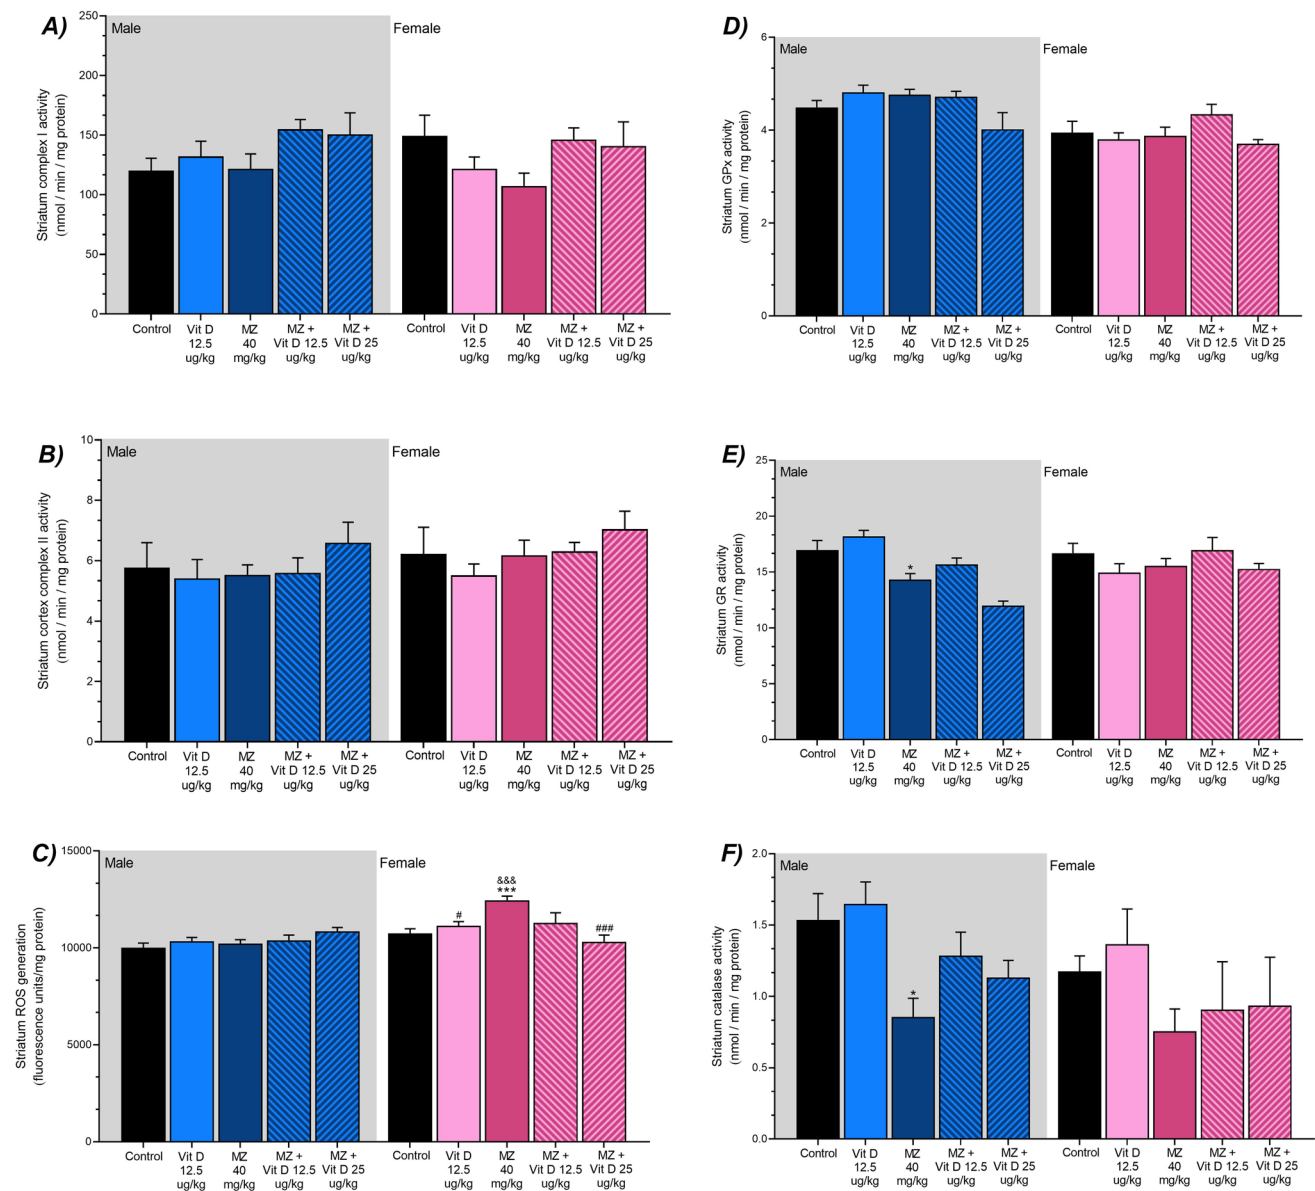 A)
Striatum complex I activity
(nmol / min / mg protein)
250
200
150
100
50
0
Male
Female
Control
Vit D
12.5
ug/kg
MZ
40
mg/kg
MZ +
Vit D 12.5
ug/kg
MZ +
Vit D 25
ug/kg
Control
Vit D
12.5
ug/kg
MZ
40
mg/kg
MZ +
Vit D 12.5
ug/kg
MZ +
Vit D 25
ug/kg
B)
Striatum cortex complex II activity
(nmol / min / mg protein)
10
8
6
4
2
0
Male
Female
Control
Vit D
12.5
ug/kg
MZ
40
mg/kg
MZ +
Vit D 12.5
ug/kg
MZ +
Vit D 25
ug/kg
Control
Vit D
12.5
ug/kg
MZ
40
mg/kg
MZ +
Vit D 12.5
ug/kg
MZ +
Vit D 25
ug/kg
C)
Striatum ROS generation
(fluorescence units/mg protein)
15000
10000
5000
0
Male
Female
#
&&&
***
###
Control
Vit D
12.5
ug/kg
MZ
40
mg/kg
MZ +
Vit D 12.5
ug/kg
MZ +
Vit D 25
ug/kg
Control
Vit D
12.5
ug/kg
MZ
40
mg/kg
MZ +
Vit D 12.5
ug/kg
MZ +
Vit D 25
ug/kg
D)
Striatum GPx activity
(nmol / min / mg protein)
6
4
2
0
Male
Female
Control
Vit D
12.5
ug/kg
MZ
40
mg/kg
MZ +
Vit D 12.5
ug/kg
MZ +
Vit D 25
ug/kg
Control
Vit D
12.5
ug/kg
MZ
40
mg/kg
MZ +
Vit D 12.5
ug/kg
MZ +
Vit D 25
ug/kg
E)
Striatum GR activity
(nmol / min / mg protein)
25
20
15
10
5
0
Male
Female
*
Control
Vit D
12.5
ug/kg
MZ
40
mg/kg
MZ +
Vit D 12.5
ug/kg
MZ +
Vit D 25
ug/kg
Control
Vit D
12.5
ug/kg
MZ
40
mg/kg
MZ +
Vit D 12.5
ug/kg
MZ +
Vit D 25
ug/kg
F)
Striatum catalase activity
(nmol / min / mg protein)
2.0
1.5
1.0
0.5
0.0
Male
Female
*
Control
Vit D
12.5
ug/kg
MZ
40
mg/kg
MZ +
Vit D 12.5
ug/kg
MZ +
Vit D 25
ug/kg
Control
Vit D
12.5
ug/kg
MZ
40
mg/kg
MZ +
Vit D 12.5
ug/kg
MZ +
Vit D 25
ug/kg